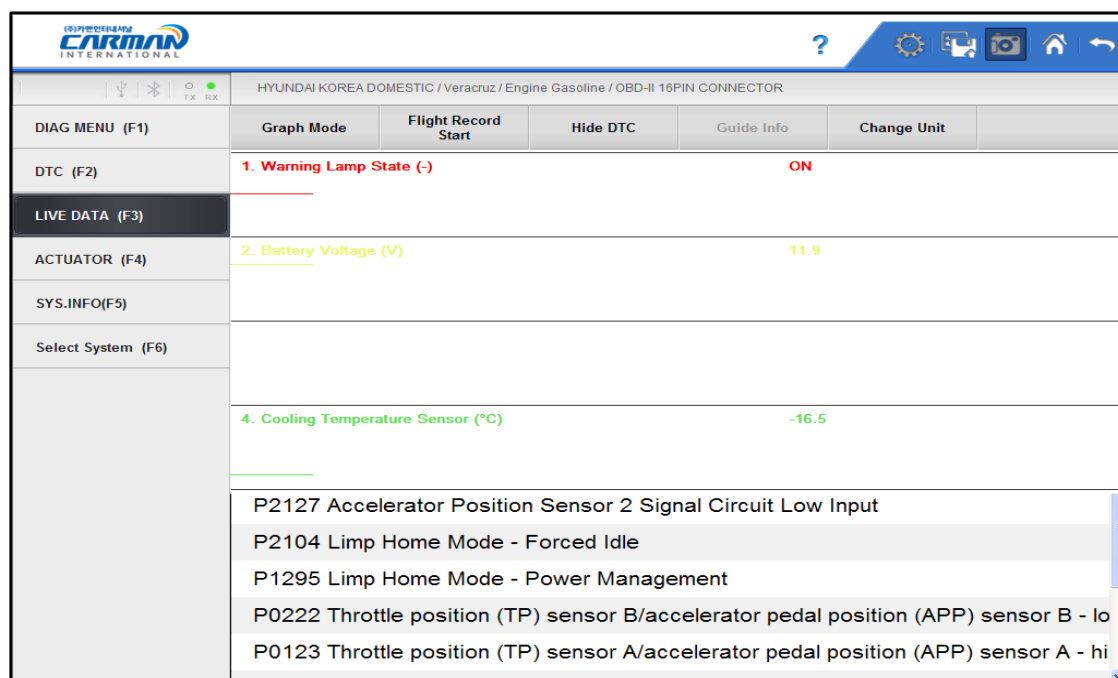 (주)카맨인터내셔널
CARMAN
INTERNATIONAL
?
TX RX
HYUNDAI KOREA DOMESTIC / Veracruz / Engine Gasoline / OBD-II 16PIN CONNECTOR
DIAG MENU (F1)
DTC (F2)
LIVE DATA (F3)
ACTUATOR (F4)
SYS.INFO(F5)
Select System (F6)
Graph Mode
Flight Record
Start
Hide DTC
Guide Info
Change Unit
1. Warning Lamp State (-) ON
2. Battery Voltage (V) 11.9
4. Cooling Temperature Sensor (°C) -16.5
P2127 Accelerator Position Sensor 2 Signal Circuit Low Input
P2104 Limp Home Mode - Forced Idle
P1295 Limp Home Mode - Power Management
P0222 Throttle position (TP) sensor B/accelerator pedal position (APP) sensor B - lo
P0123 Throttle position (TP) sensor A/accelerator pedal position (APP) sensor A - hi